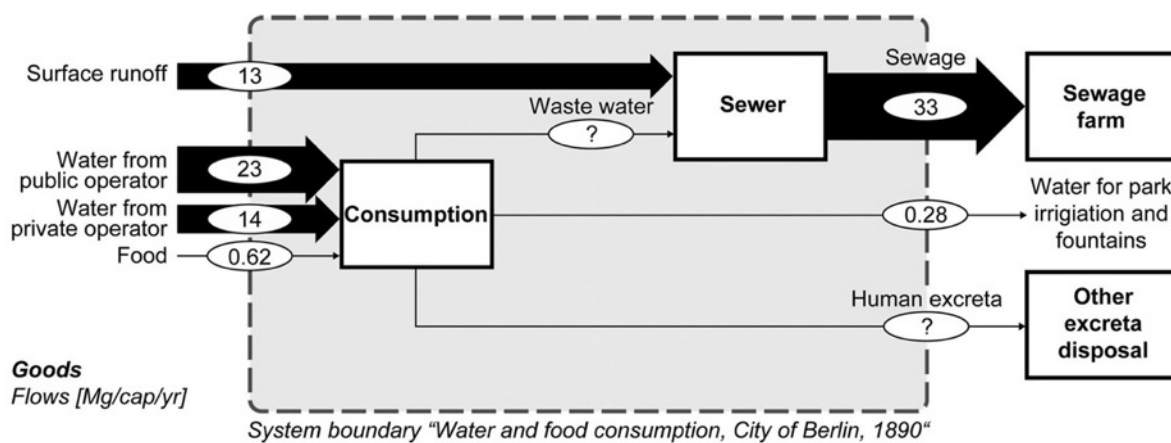 Surface runoff
13
Sewage
Waste water
?
Sewer
33
Sewage
farm
Water from
public operator
23
Water from
private operator
14
Consumption
0.28
Water for park
irrigiation and
fountains
Food
0.62
Human excreta
?
Other
excreta
disposal
Goods
Flows [Mg/cap/yr]
System boundary “Water and food consumption, City of Berlin, 1890“